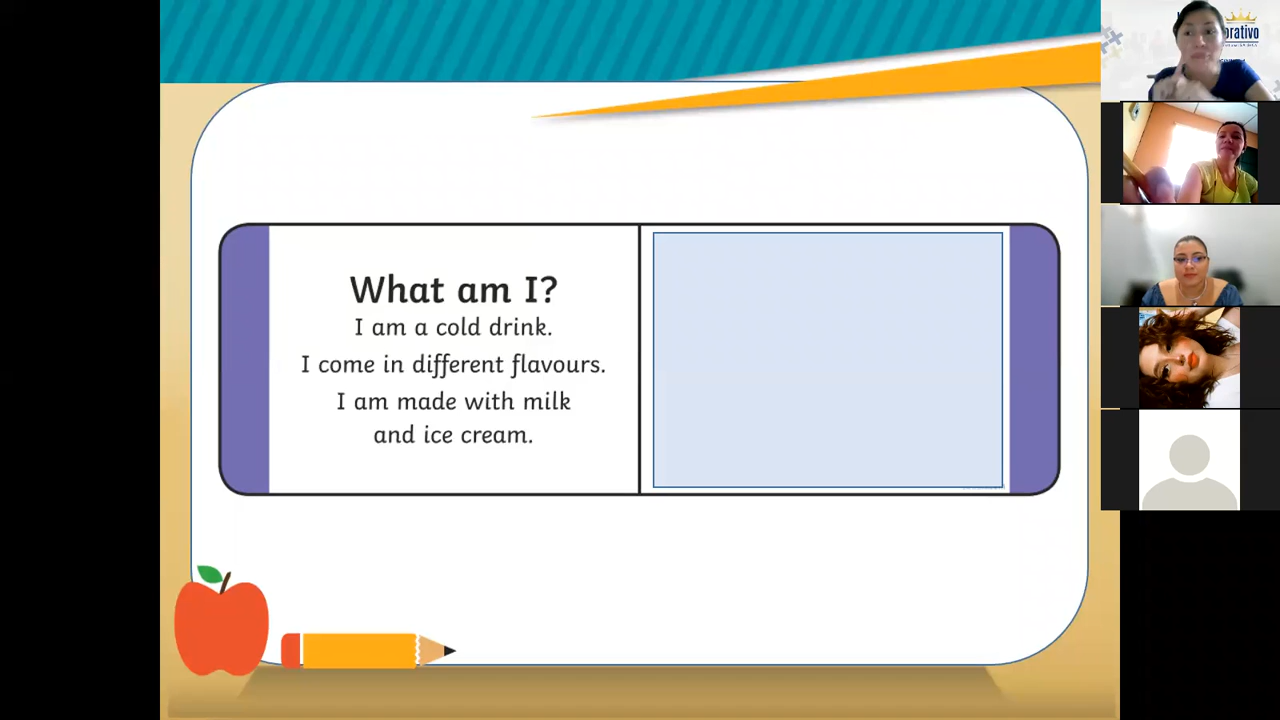 What am I?
I am a cold drink.
I come in different flavours.
I am made with milk
and ice cream.